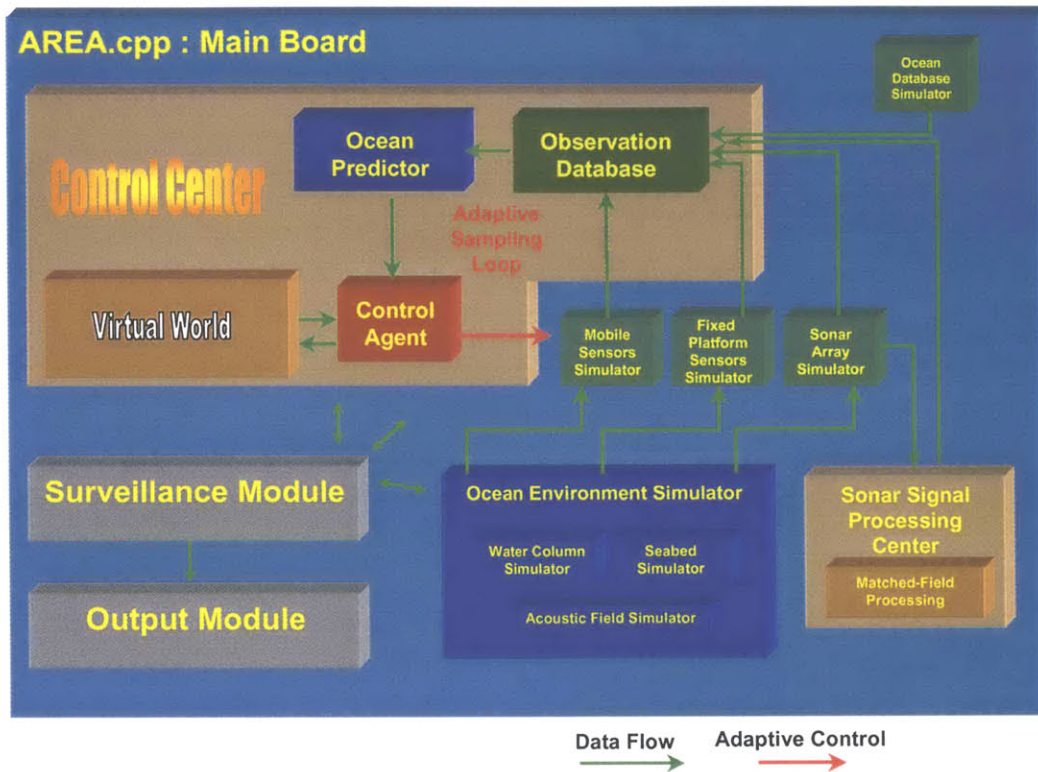 AREA.cpp : Main Board
Ocean
Database
Simulator
Ocean
Predictor
Observation
Database
Control Center
Adaptive
Sampling
Loop
Virtual World
Control
Agent
Mobile
Sensors
Simulator
Fixed
Platform
Sensors
Simulator
Sonar
Array
Simulator
Surveillance Module
Output Module
Ocean Environment Simulator
Water Column
Simulator
Seabed
Simulator
Acoustic Field Simulator
Sonar Signal
Processing
Center
Matched-Field
Processing
Data Flow
Adaptive Control